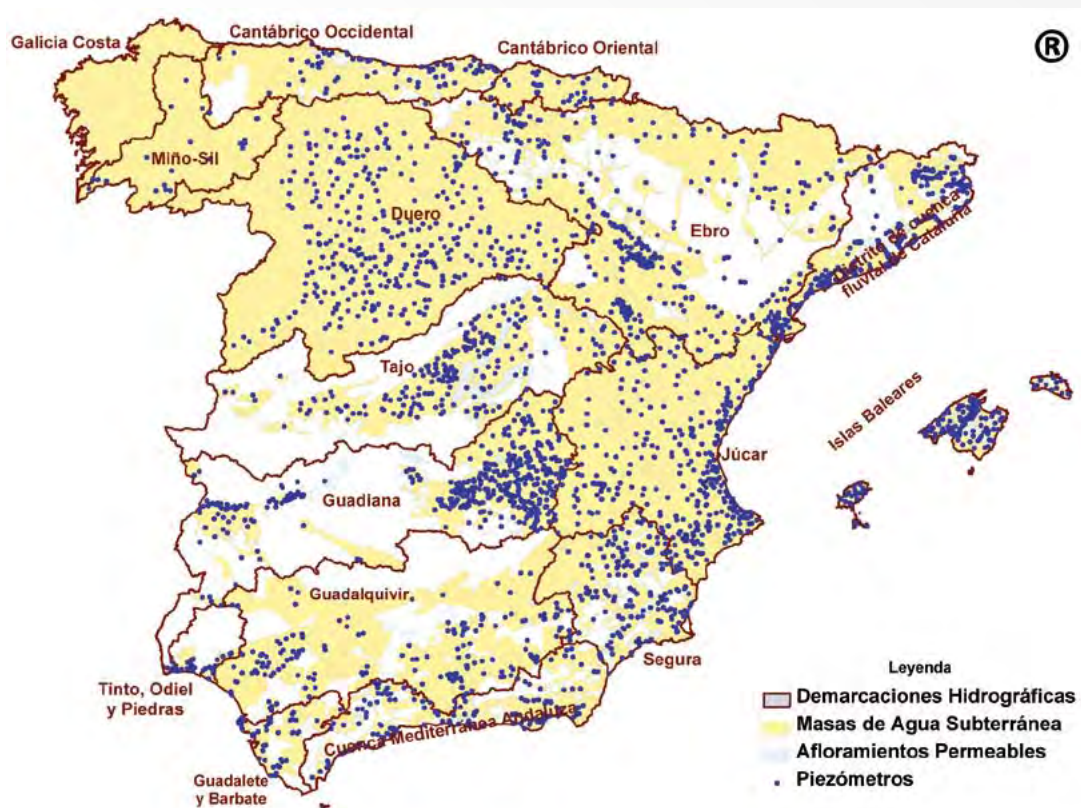 Galicia Costa
Cantábrico Occidental
Cantábrico Oriental
®
Miño-Sil
Duero
Ebro
Distrito de cuenca
fluvial de Cataluña
Tajo
Islas Baleares
Júcar
Guadiana
Guadalquivir
Segura
Tinto, Odiel
y Piedras
Cuenca Mediterránea Andaluza
Guadalete
y Barbate
Leyenda
Demarcaciones Hidrográficas
Masas de Agua Subterránea
Afloramientos Permeables
Piezómetros